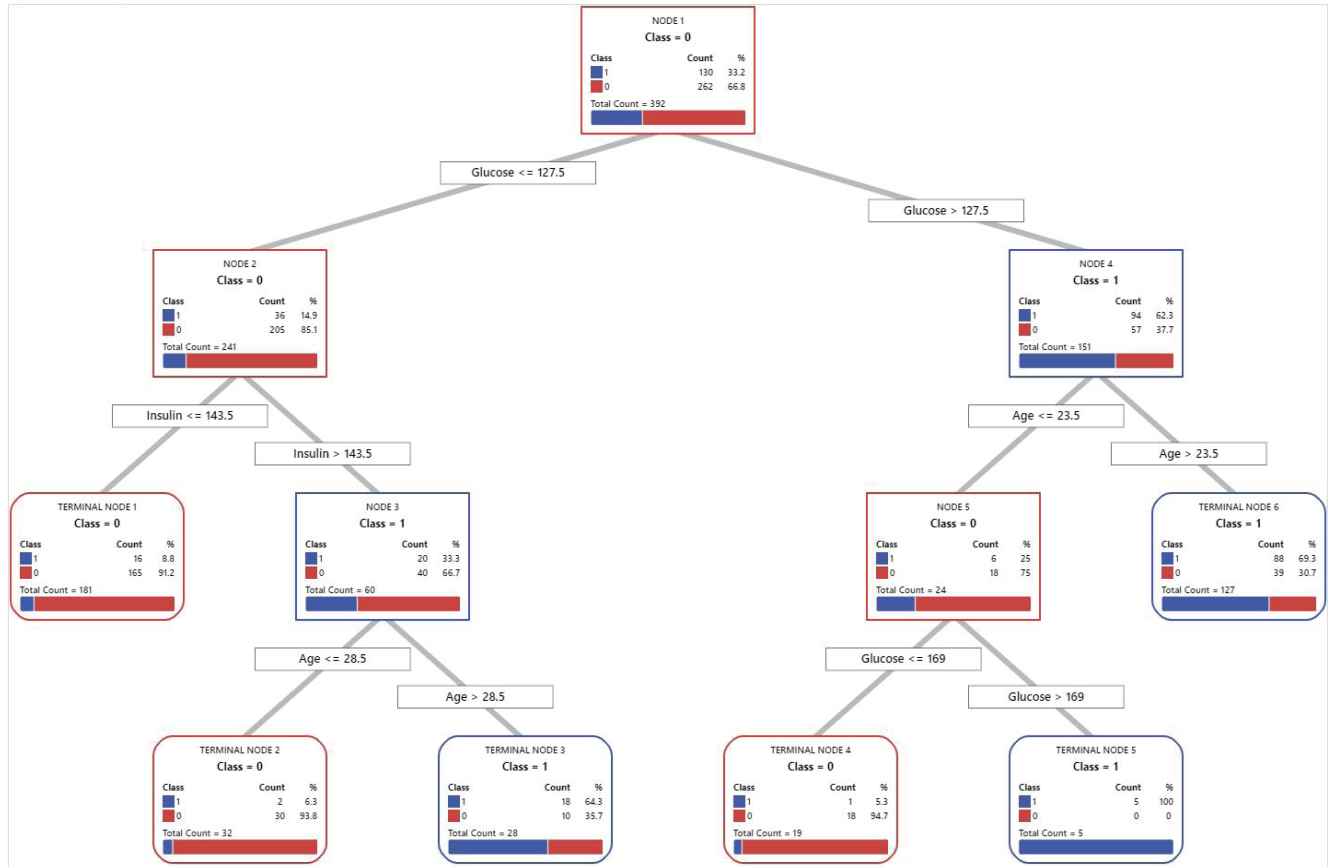 NODE 1
Class = 0
Class Count %
1 130 33.2
0 262 66.8
Total Count = 392
Glucose <= 127.5
Glucose > 127.5
NODE 2
Class = 0
Class Count %
1 36 14.9
0 205 85.1
Total Count = 241
NODE 4
Class = 1
Class Count %
1 94 62.3
0 57 37.7
Total Count = 151
Insulin <= 143.5
Insulin > 143.5
Age <= 23.5
Age > 23.5
TERMINAL NODE 1
Class = 0
Class Count %
1 16 8.8
0 165 91.2
Total Count = 181
NODE 3
Class = 1
Class Count %
1 20 33.3
0 40 66.7
Total Count = 60
NODE 5
Class = 0
Class Count %
1 6 25
0 18 75
Total Count = 24
TERMINAL NODE 6
Class = 1
Class Count %
1 88 69.3
0 39 30.7
Total Count = 127
Age <= 28.5
Age > 28.5
Glucose <= 169
Glucose > 169
TERMINAL NODE 2
Class = 0
Class Count %
1 2 6.3
0 30 93.8
Total Count = 32
TERMINAL NODE 3
Class = 1
Class Count %
1 18 64.3
0 10 35.7
Total Count = 28
TERMINAL NODE 4
Class = 0
Class Count %
1 1 5.3
0 18 94.7
Total Count = 19
TERMINAL NODE 5
Class = 1
Class Count %
1 5 100
0 0 0
Total Count = 5